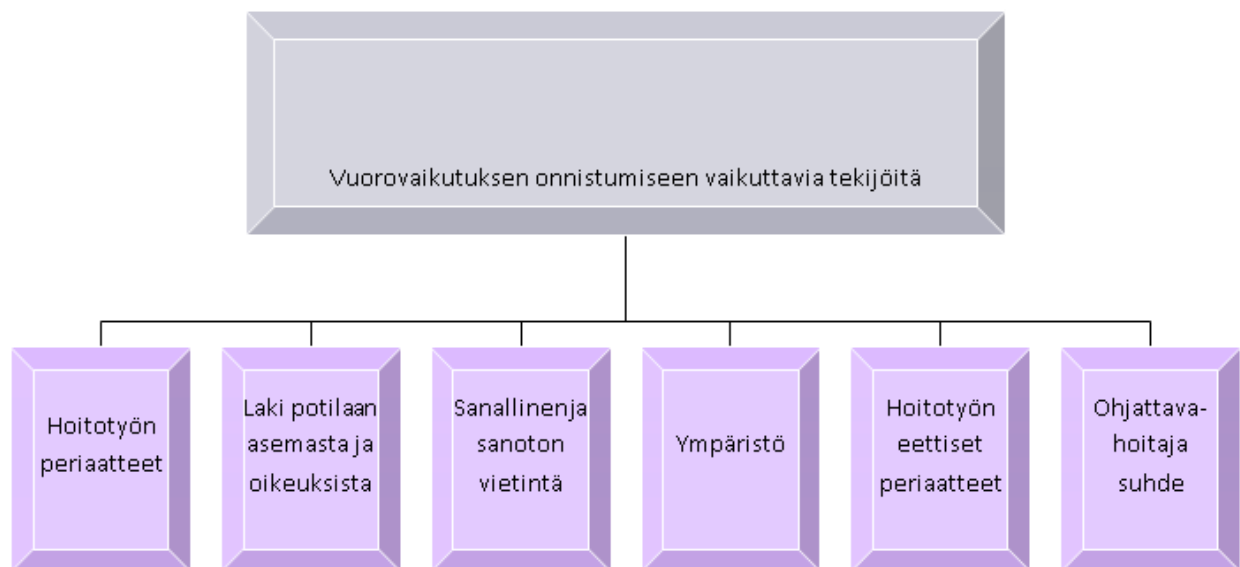 Vuorovaikutuksen onnistumiseen vaikuttavia tekijöitä
Hoitotyön
periaatteet
Laki potilaan
asemasta ja
oikeuksista
Sanallinenja
sanoton
vietintä
Ympäristö
Hoitotyön
eettiset
periaatteet
Ohjattava-
hoitaja
suhde